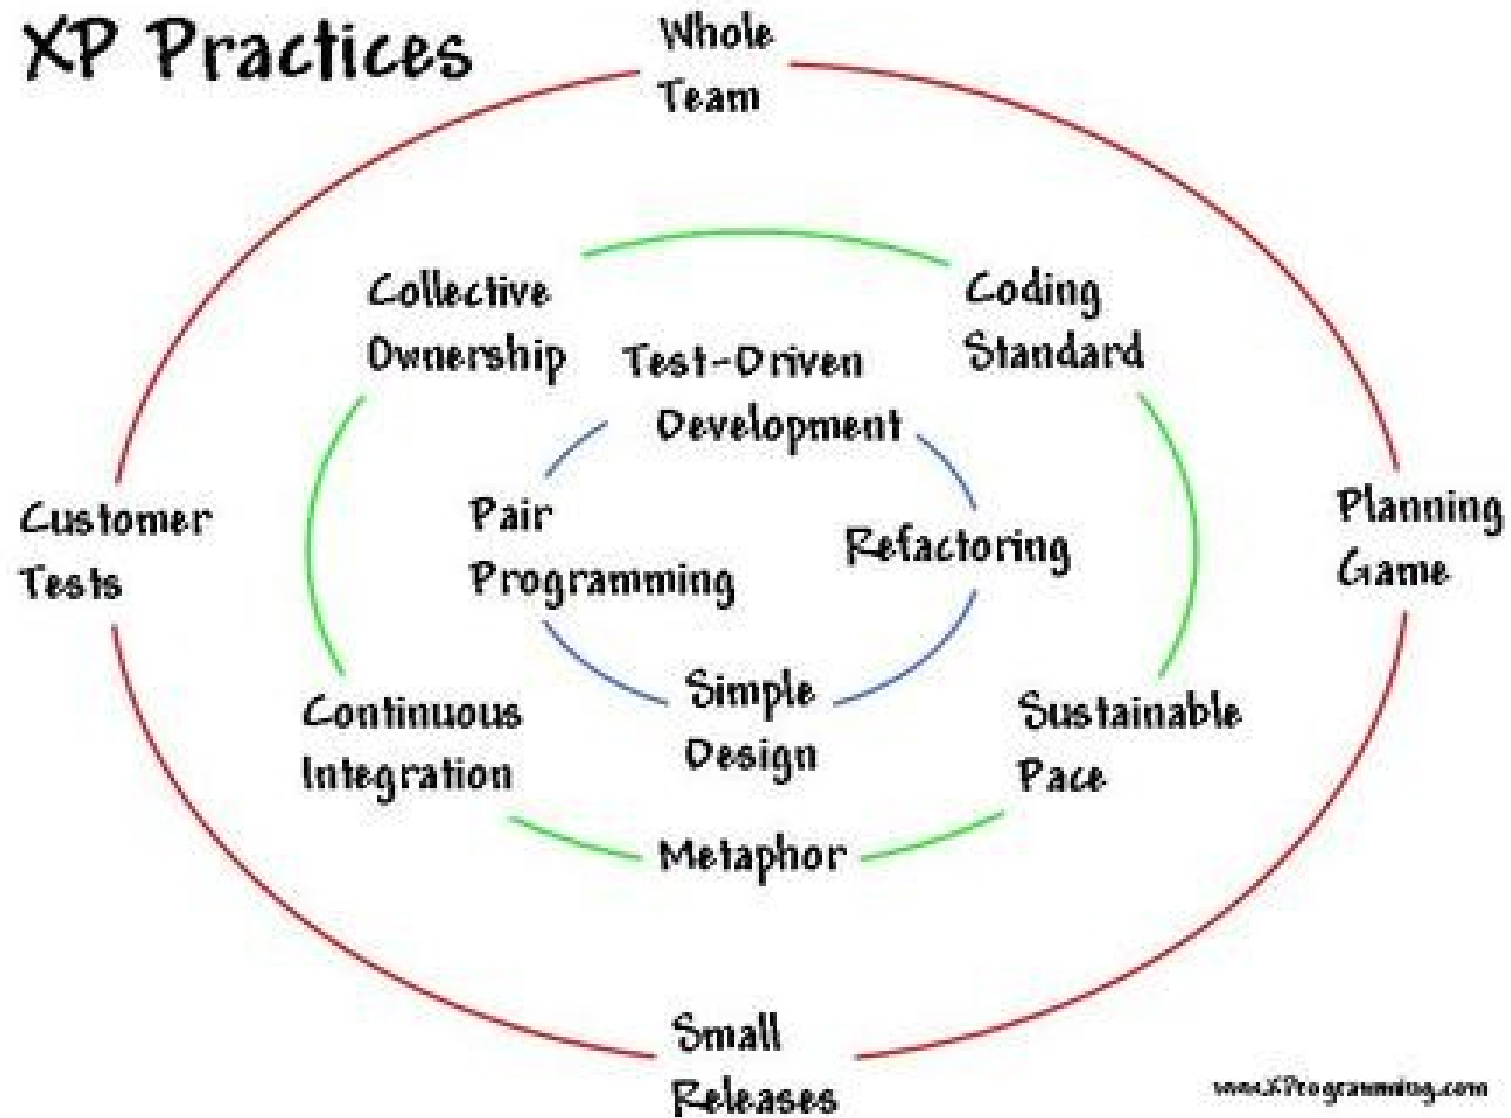 XP Practices
Whole
Team
Collective
Ownership
Coding
Standard
Test-Driven
Development
Customer
Tests
Pair
Programming
Refactoring
Planning
Game
Continuous
Integration
Simple
Design
Sustainable
Pace
Metaphor
Small
Releases
www.XProgramming.com